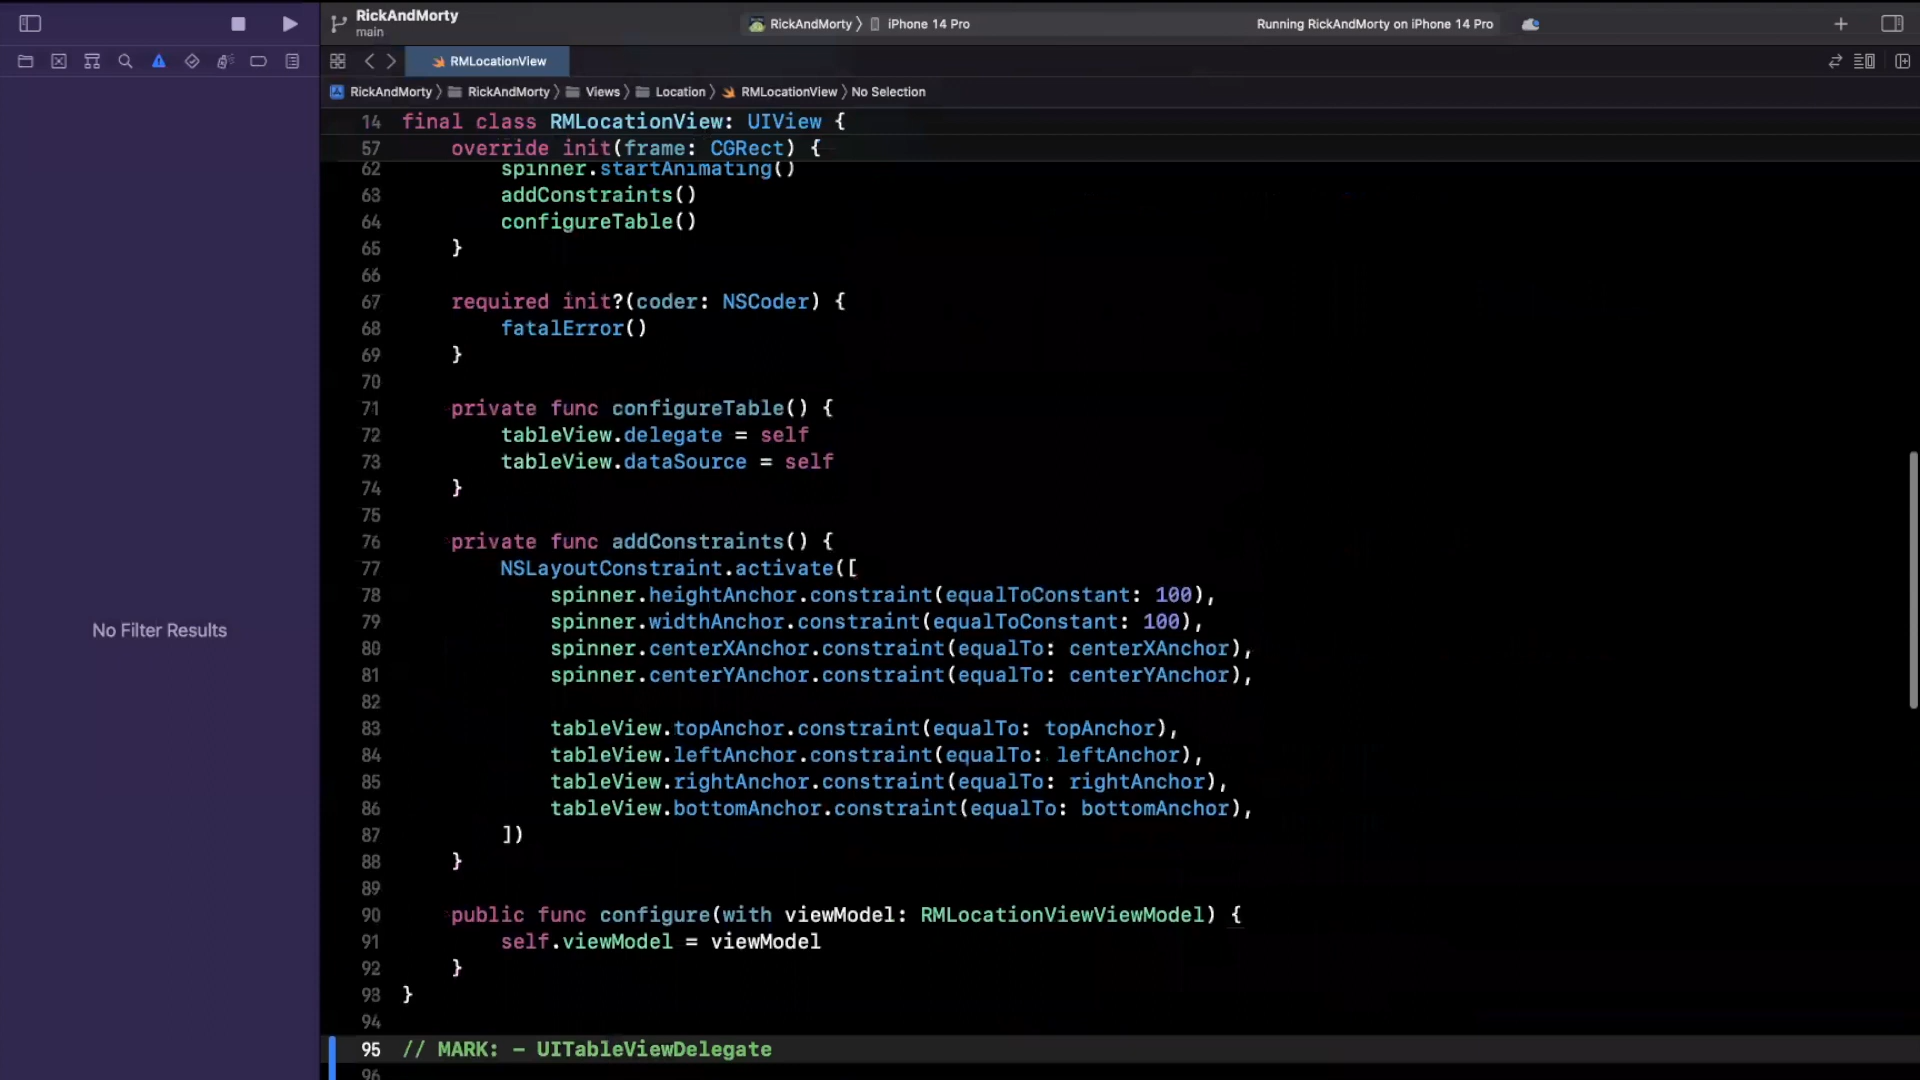 RickAndMorty
main
RickAndMorty 〉 iPhone 14 Pro
Running RickAndMorty on iPhone 14 Pro
RMLocationView
RickAndMorty 〉 RickAndMorty 〉 Views 〉 Location 〉 RMLocationView 〉 No Selection
No Filter Results
14 final class RMLocationView: UIView {
57     override init(frame: CGRect) {
62         spinner.startAnimating()
63         addConstraints()
64         configureTable()
65     }
66
67     required init?(coder: NSCoder) {
68         fatalError()
69     }
70
71     private func configureTable() {
72         tableView.delegate = self
73         tableView.dataSource = self
74     }
75
76     private func addConstraints() {
77         NSLayoutConstraint.activate([
78             spinner.heightAnchor.constraint(equalToConstant: 100),
79             spinner.widthAnchor.constraint(equalToConstant: 100),
80             spinner.centerXAnchor.constraint(equalTo: centerXAnchor),
81             spinner.centerYAnchor.constraint(equalTo: centerYAnchor),
82
83             tableView.topAnchor.constraint(equalTo: topAnchor),
84             tableView.leftAnchor.constraint(equalTo: leftAnchor),
85             tableView.rightAnchor.constraint(equalTo: rightAnchor),
86             tableView.bottomAnchor.constraint(equalTo: bottomAnchor),
87         ])
88     }
89
90     public func configure(with viewModel: RMLocationViewViewModel) {
91         self.viewModel = viewModel
92     }
93 }
94
95 // MARK: - UITableViewDelegate
96